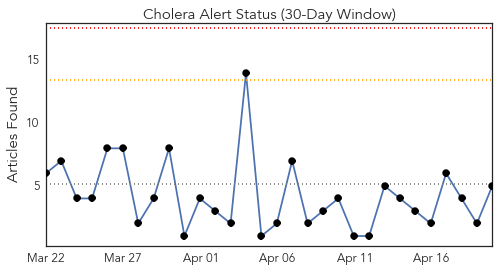 Cholera Alert Status (30-Day Window)
Articles Found
15
10
5
Mar 22 Mar 27 Apr 01 Apr 06 Apr 11 Apr 16